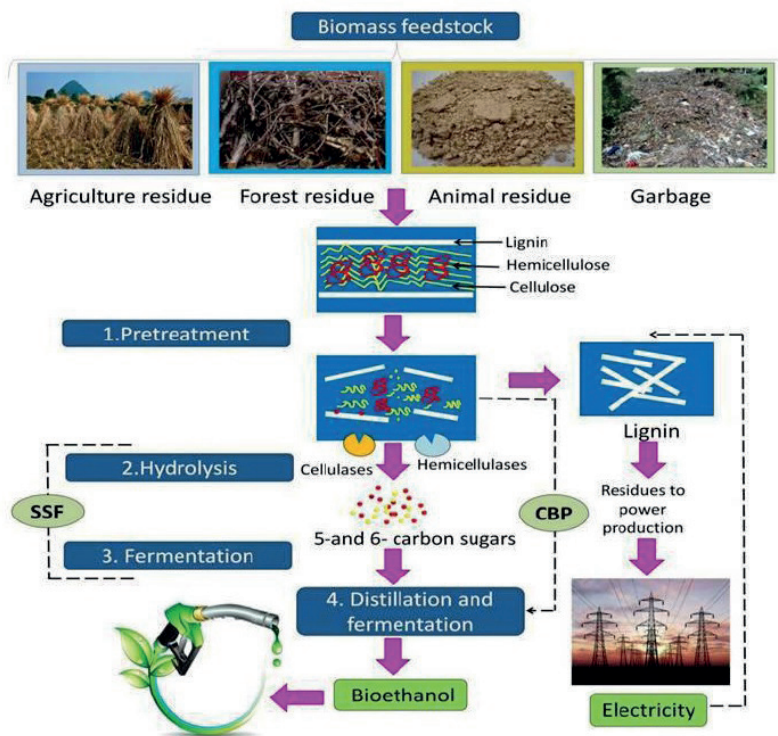 Biomass feedstock
Agriculture residue
Forest residue
Animal residue
Garbage
Lignin
Hemicellulose
Cellulose
1.Pretreatment
Lignin
2.Hydrolysis
Cellulases
Hemicellulases
SSF
CBP
Residues to
power
production
5-and 6- carbon sugars
3. Fermentation
4. Distillation and
fermentation
Bioethanol
Electricity